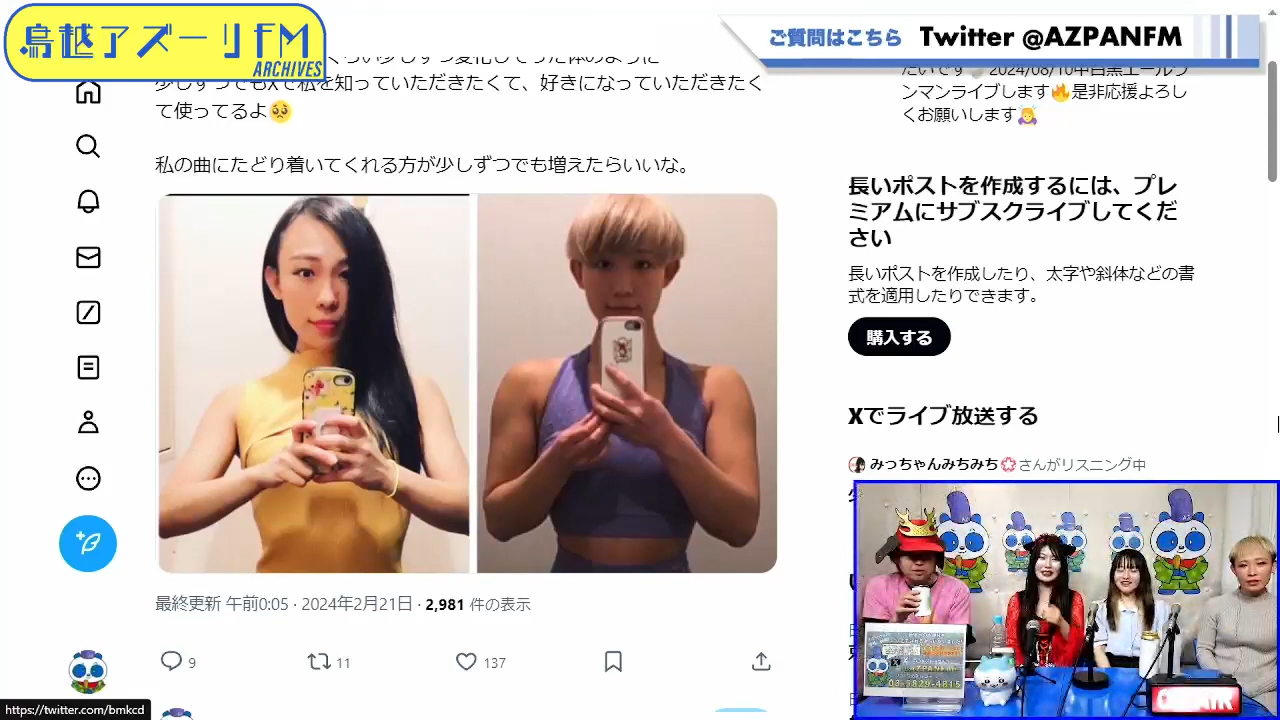 鳥越アズーリFM
ARCHIVES
ご質問はこちら Twitter @AZPANFM
少しずつでもXで私を知っていただきたくて、好きになっていただきたく
て使ってるよ🥺
私の曲にたどり着いてくれる方が少しずつでも増えたらいいな。
最終更新 午前0:05 · 2024年2月21日 · 2,981 件の表示
9
11
137
たいです🪽2024/08/10中目黒エールワ
ンマンライブします🔥是非応援よろし
くお願いします🙇‍♀️
長いポストを作成するには、プレ
ミアムにサブスクライブしてくだ
さい
長いポストを作成したり、太字や斜体などの書
式を適用したりできます。
購入する
Xでライブ放送する
みっちゃんみちみち🌸さんがリスニング中
@AZPANFM
03-5829-4815
https://twitter.com/bmkcd